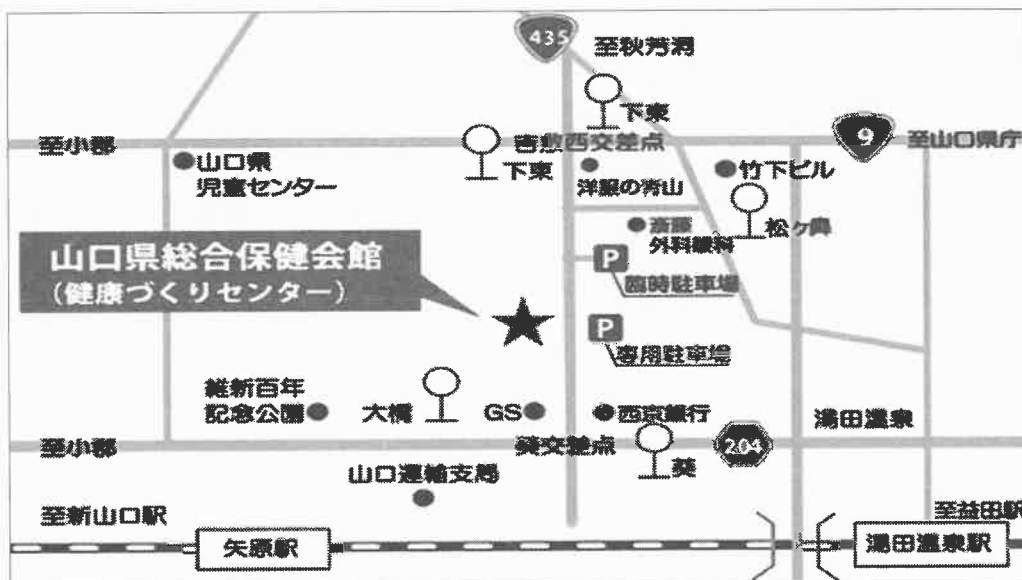 435
至秋芳洞
下東
至小郡
吉敷西交差点
9
至山口県庁
山口県
児童センター
下東
洋服の青山
竹下ビル
斎藤
外科眼科
松ヶ鼻
山口県総合保健会館
(健康づくりセンター)
P
臨時駐車場
P
専用駐車場
維新百年
記念公園
大橋
GS
西京銀行
湯田温泉
至小郡
葵交差点
204
葵
山口運輸支局
至新山口駅
至益田駅
矢原駅
湯田温泉駅